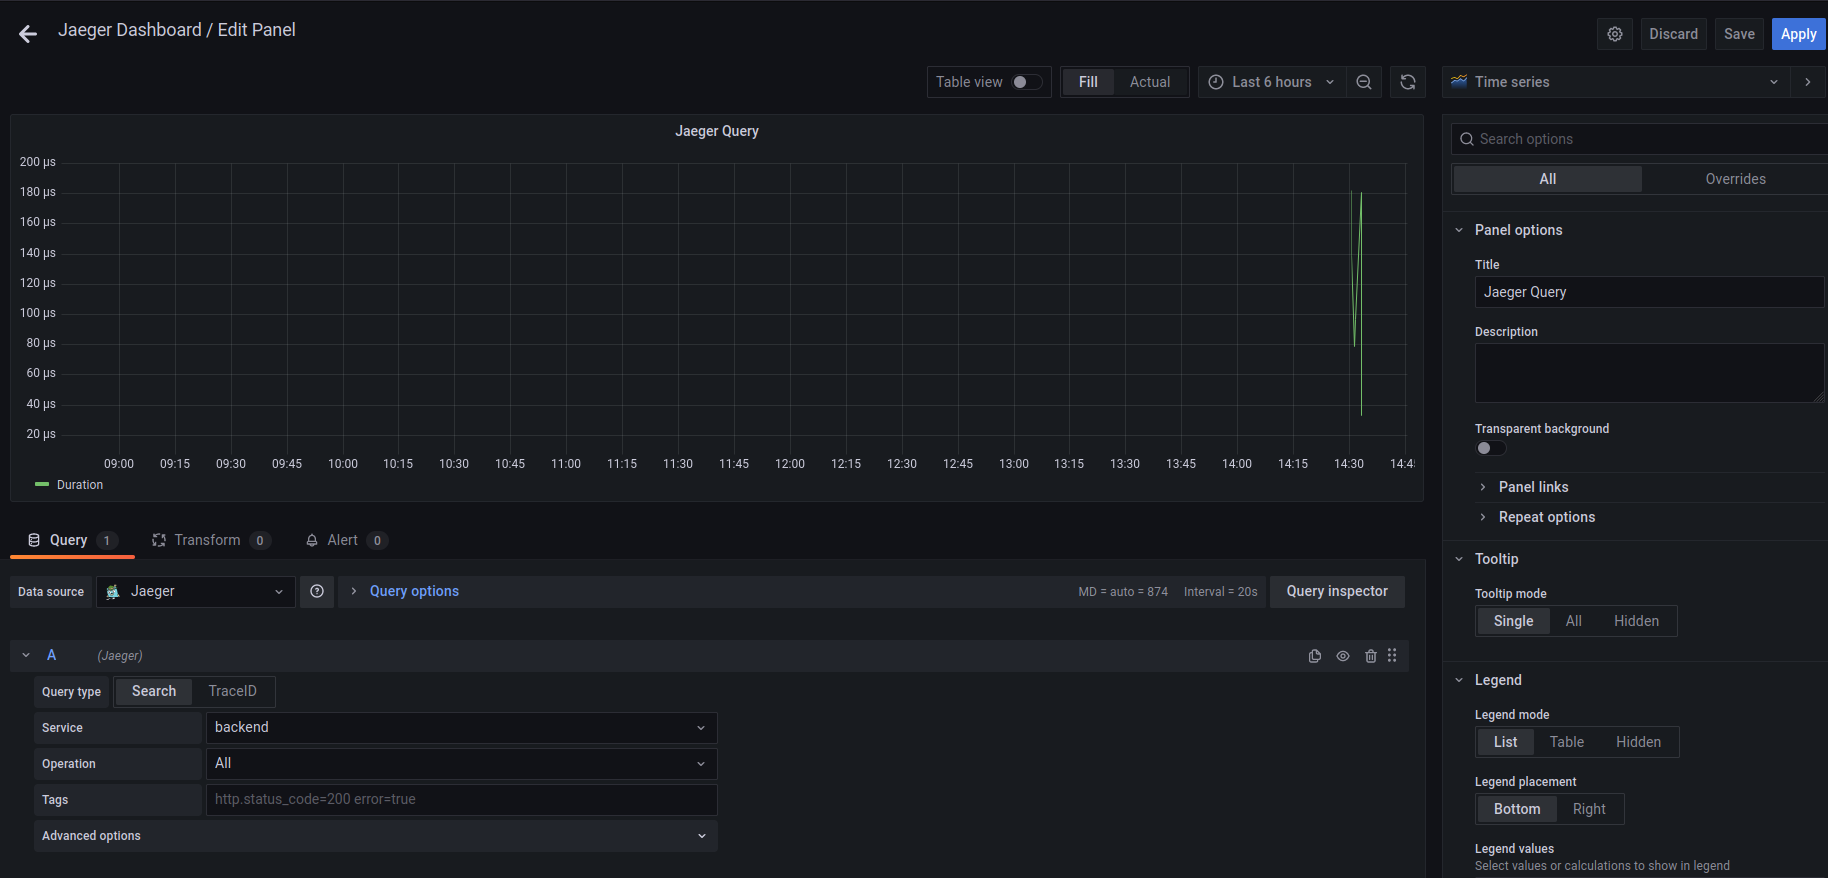 Jaeger Dashboard / Edit Panel
Discard
Save
Apply
Table view
Fill
Actual
Last 6 hours
Time series
Jaeger Query
200 µs
180 µs
160 µs
140 µs
120 µs
100 µs
80 µs
60 µs
40 µs
20 µs
09:00 09:15 09:30 09:45 10:00 10:15 10:30 10:45 11:00 11:15 11:30 11:45 12:00 12:15 12:30 12:45 13:00 13:15 13:30 13:45 14:00 14:15 14:30 14:4
Duration
Search options
All
Overrides
Panel options
Title
Jaeger Query
Description
Transparent background
Panel links
Repeat options
Tooltip
Tooltip mode
Single All Hidden
Legend
Legend mode
List Table Hidden
Legend placement
Bottom Right
Legend values
Select values or calculations to show in legend
Query 1
Transform 0
Alert 0
Data source
Jaeger
Query options
MD = auto = 874
Interval = 20s
Query inspector
A (Jaeger)
Query type
Search
TraceID
Service
backend
Operation
All
Tags
http.status_code=200 error=true
Advanced options